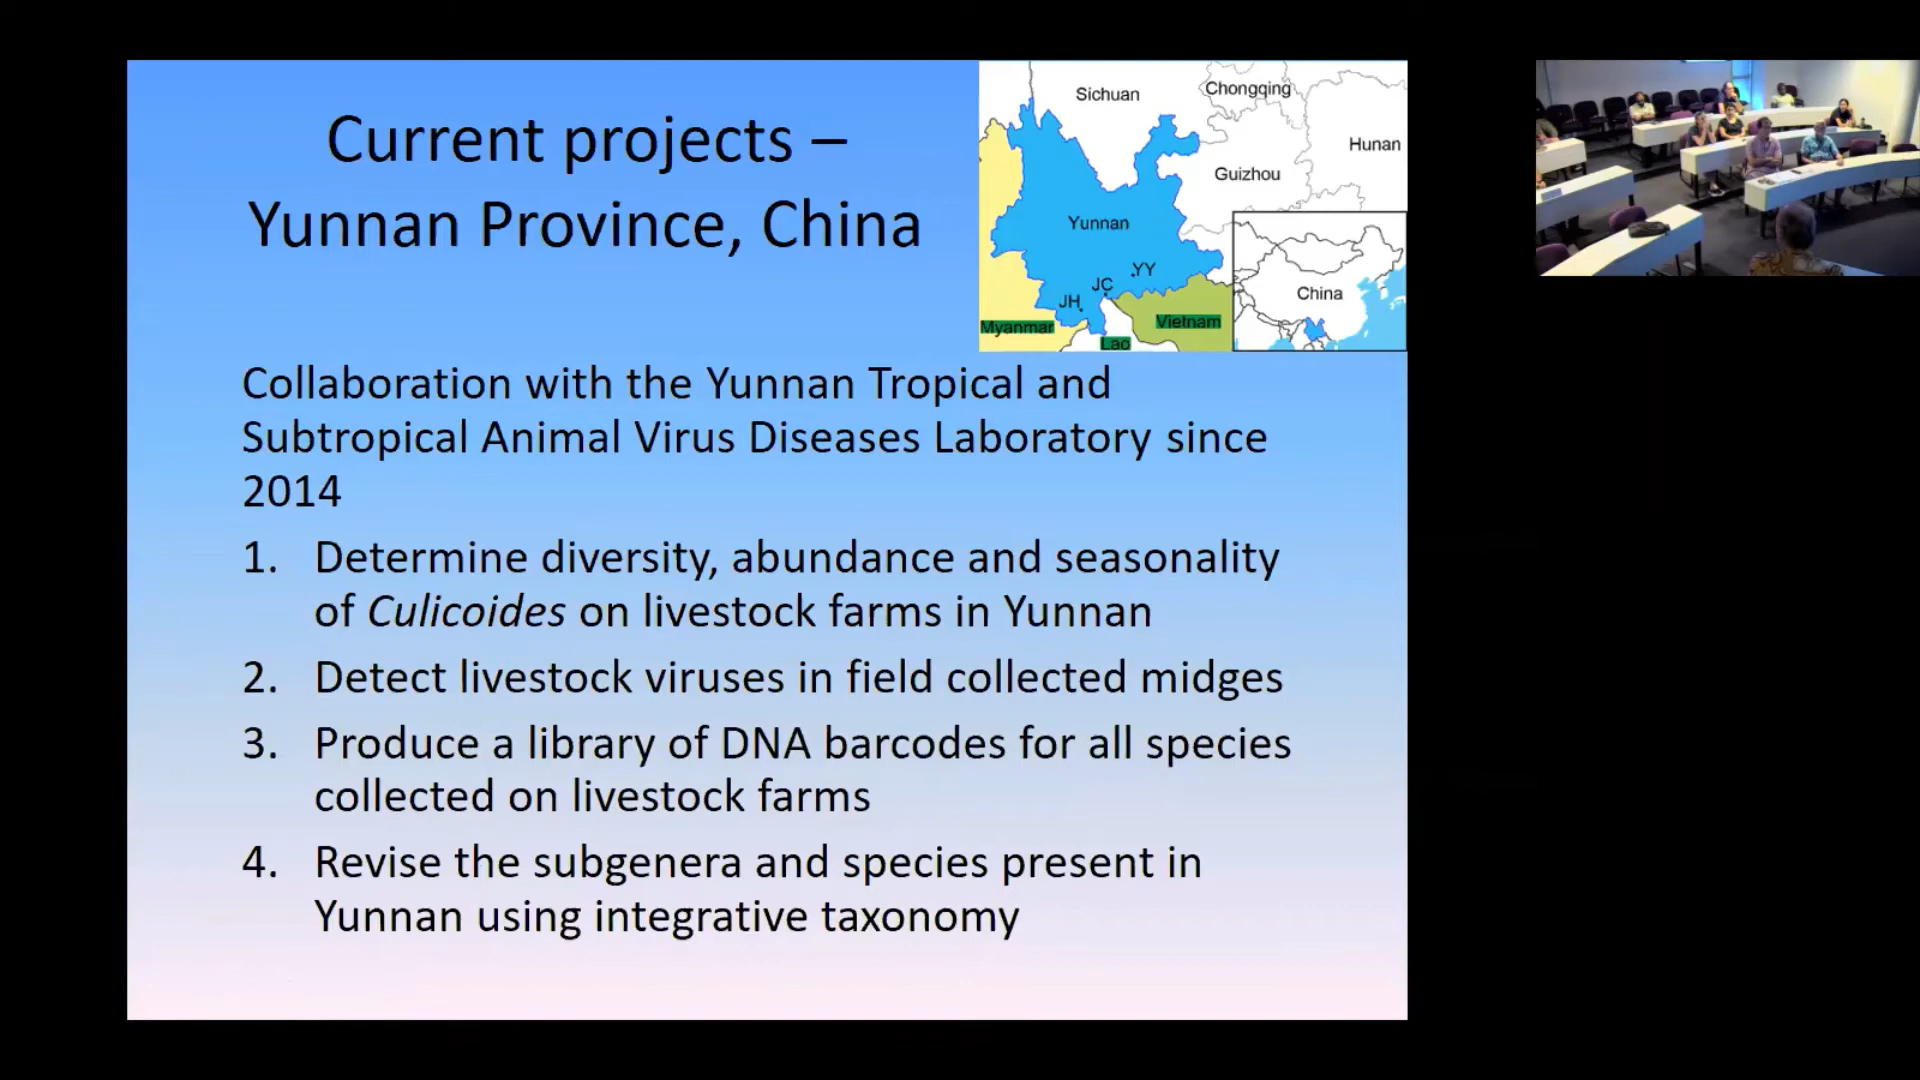 Current projects –
Yunnan Province, China
Sichuan
Chongqing
Hunan
Guizhou
Yunnan
YY
JC
JH
China
Myanmar
Vietnam
Lao
Collaboration with the Yunnan Tropical and
Subtropical Animal Virus Diseases Laboratory since
2014
1. Determine diversity, abundance and seasonality
of Culicoides on livestock farms in Yunnan
2. Detect livestock viruses in field collected midges
3. Produce a library of DNA barcodes for all species
collected on livestock farms
4. Revise the subgenera and species present in
Yunnan using integrative taxonomy